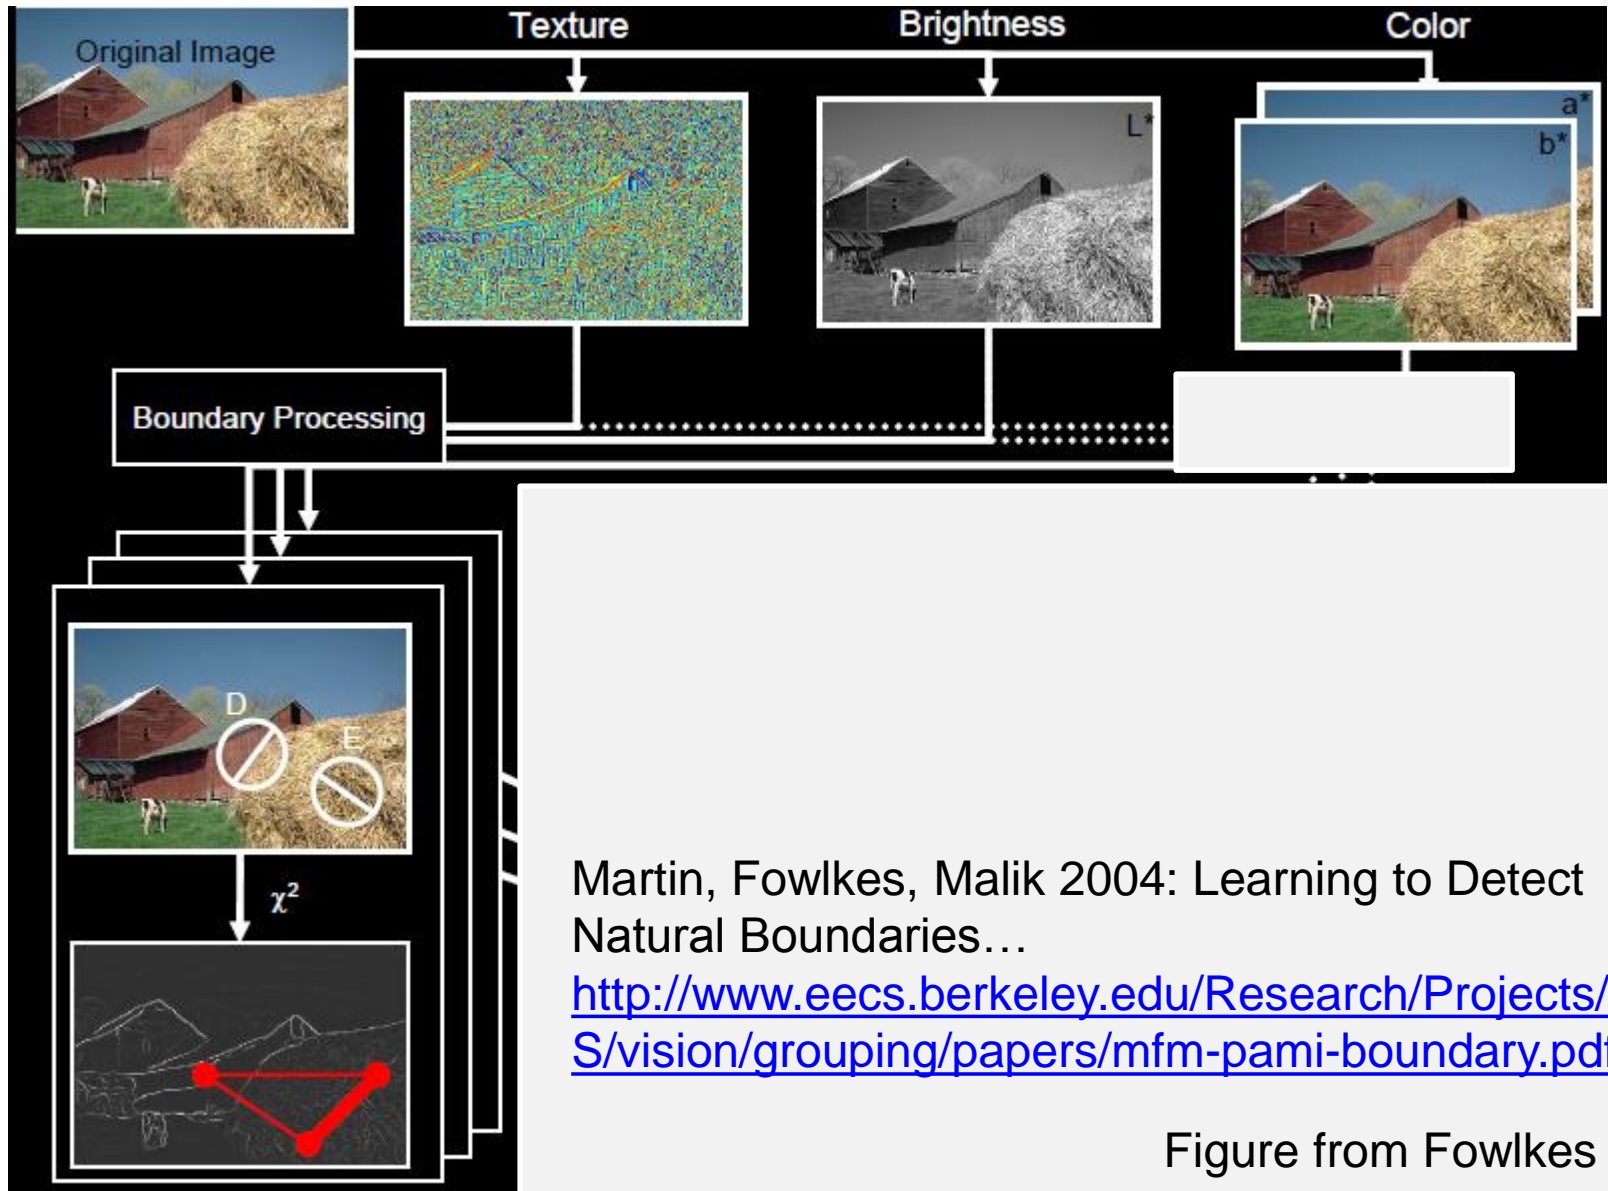 Original Image
Texture
Brightness
Color
L*
a*
b*
Boundary Processing
D
E
χ²
Martin, Fowlkes, Malik 2004: Learning to Detect
Natural Boundaries…
http://www.eecs.berkeley.edu/Research/Projects/
S/vision/grouping/papers/mfm-pami-boundary.pdf
Figure from Fowlkes